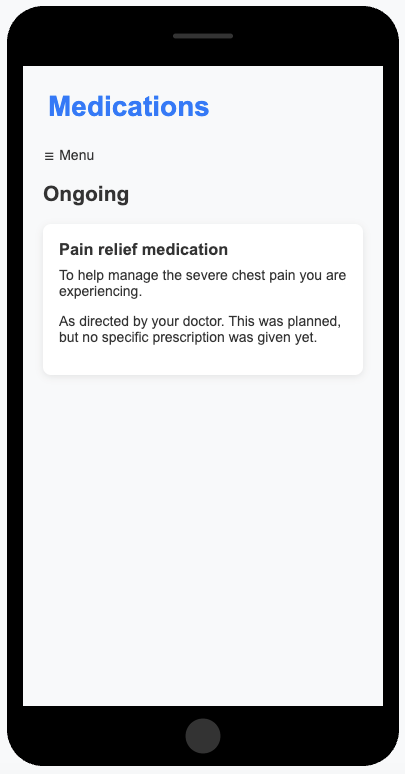 Medications
≡ Menu
Ongoing
Pain relief medication
To help manage the severe chest pain you are
experiencing.
As directed by your doctor. This was planned,
but no specific prescription was given yet.